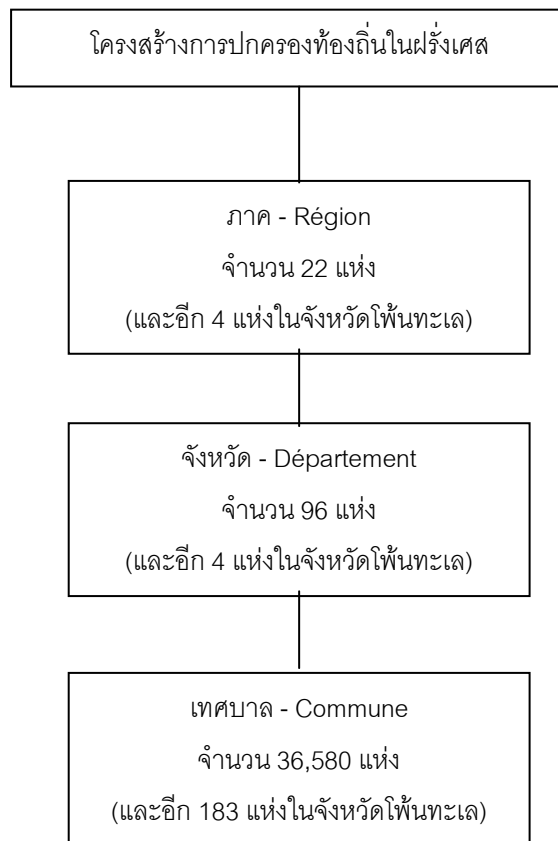 โครงสร้างการปกครองท้องถิ่นในฝรั่งเศส
ภาค - Région
จำนวน 22 แห่ง
(และอีก 4 แห่งในจังหวัดโพ้นทะเล)
จังหวัด - Département
จำนวน 96 แห่ง
(และอีก 4 แห่งในจังหวัดโพ้นทะเล)
เทศบาล - Commune
จำนวน 36,580 แห่ง
(และอีก 183 แห่งในจังหวัดโพ้นทะเล)